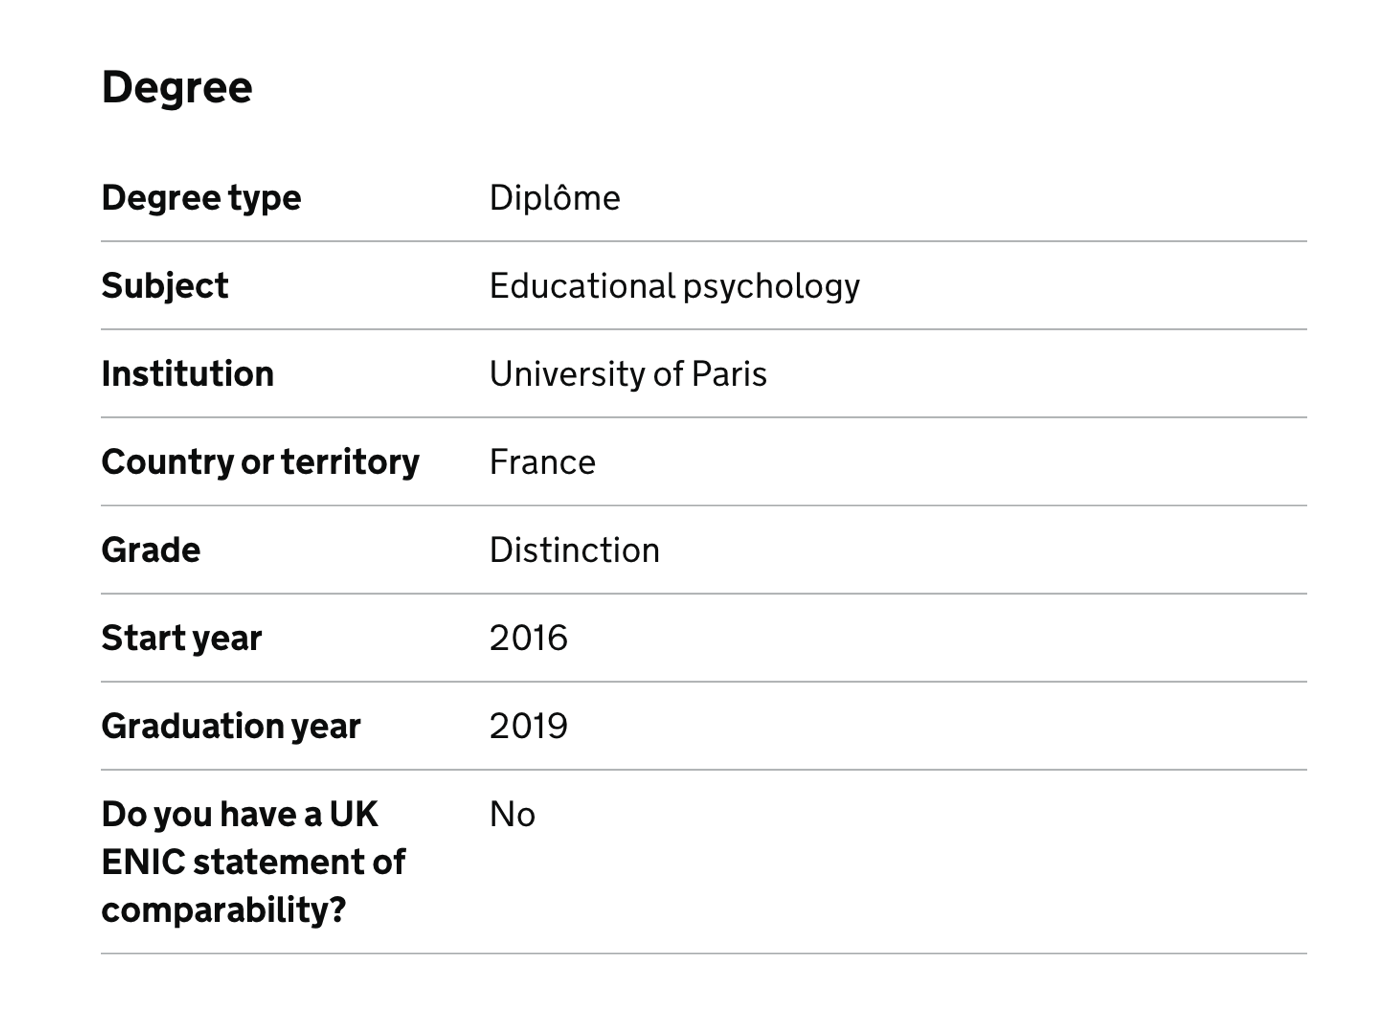 Degree
Degree type Diplôme
Subject Educational psychology
Institution University of Paris
Country or territory France
Grade Distinction
Start year 2016
Graduation year 2019
Do you have a UK No
ENIC statement of
comparability?